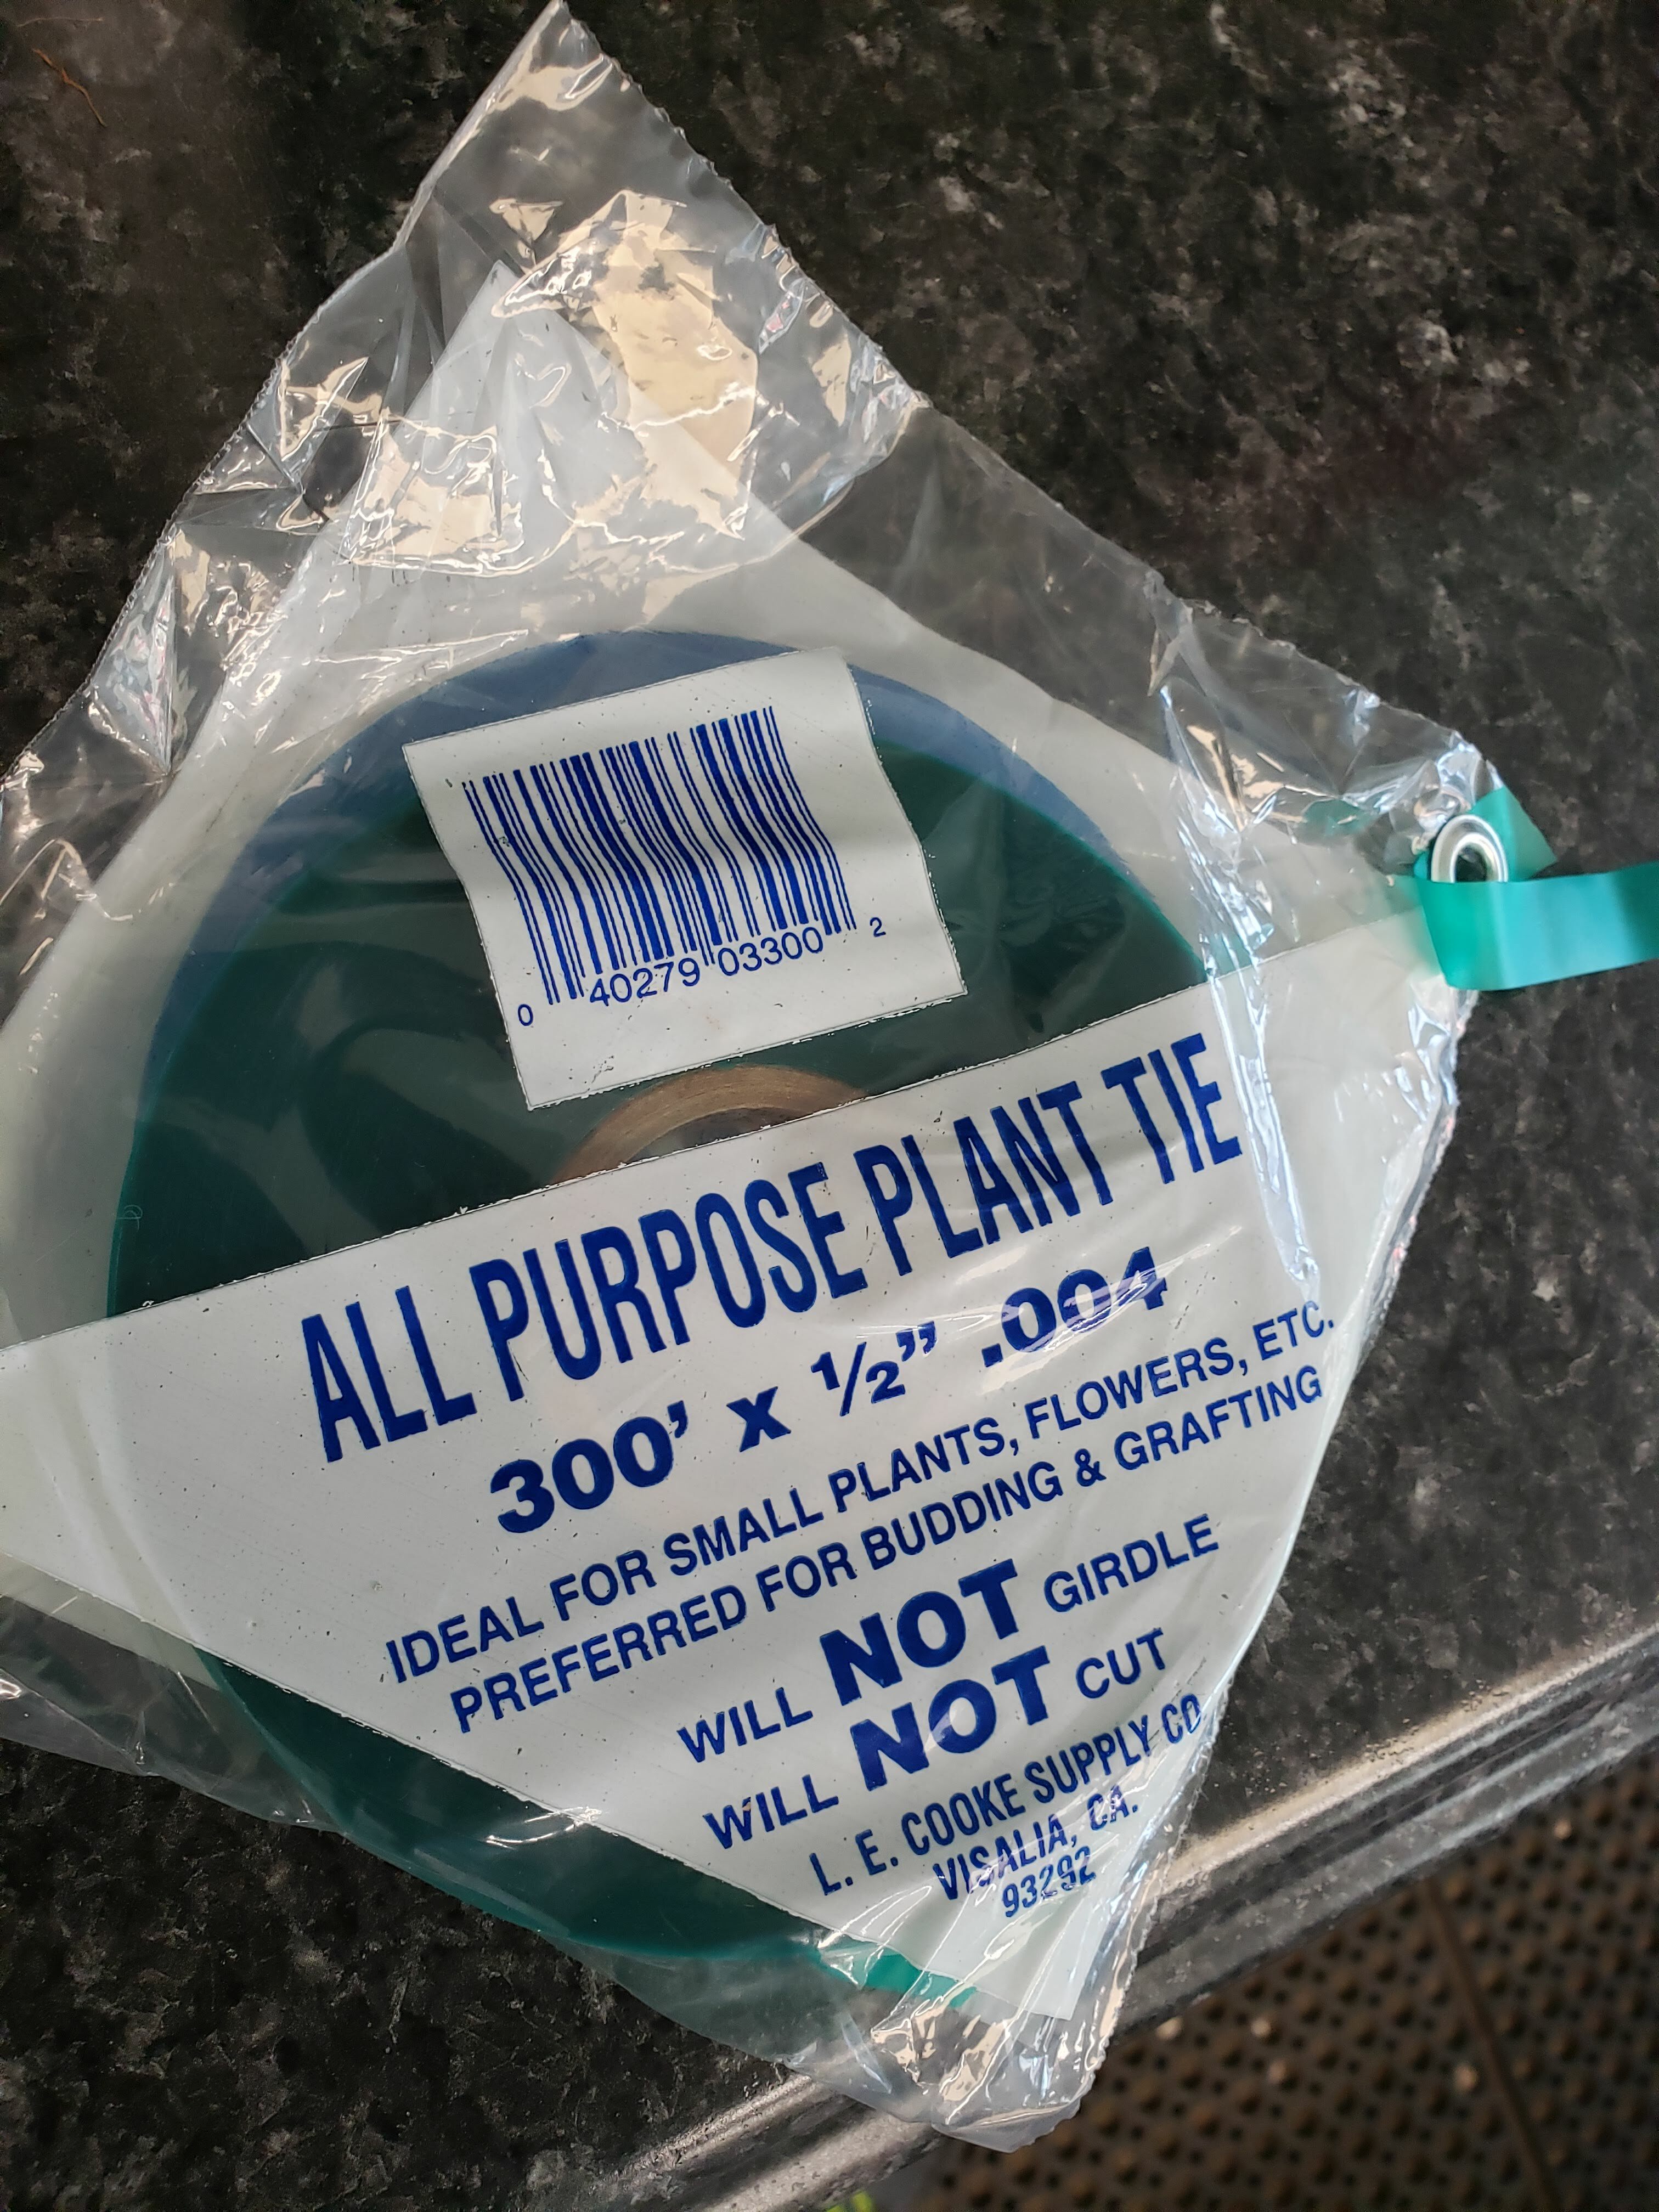 0 40279 03300 2
ALL PURPOSE PLANT TIE
300' x ½” .004
IDEAL FOR SMALL PLANTS, FLOWERS, ETC.
PREFERRED FOR BUDDING & GRAFTING
WILL NOT GIRDLE
WILL NOT CUT
L. E. COOKE SUPPLY CO.
VISALIA, CA.
93292